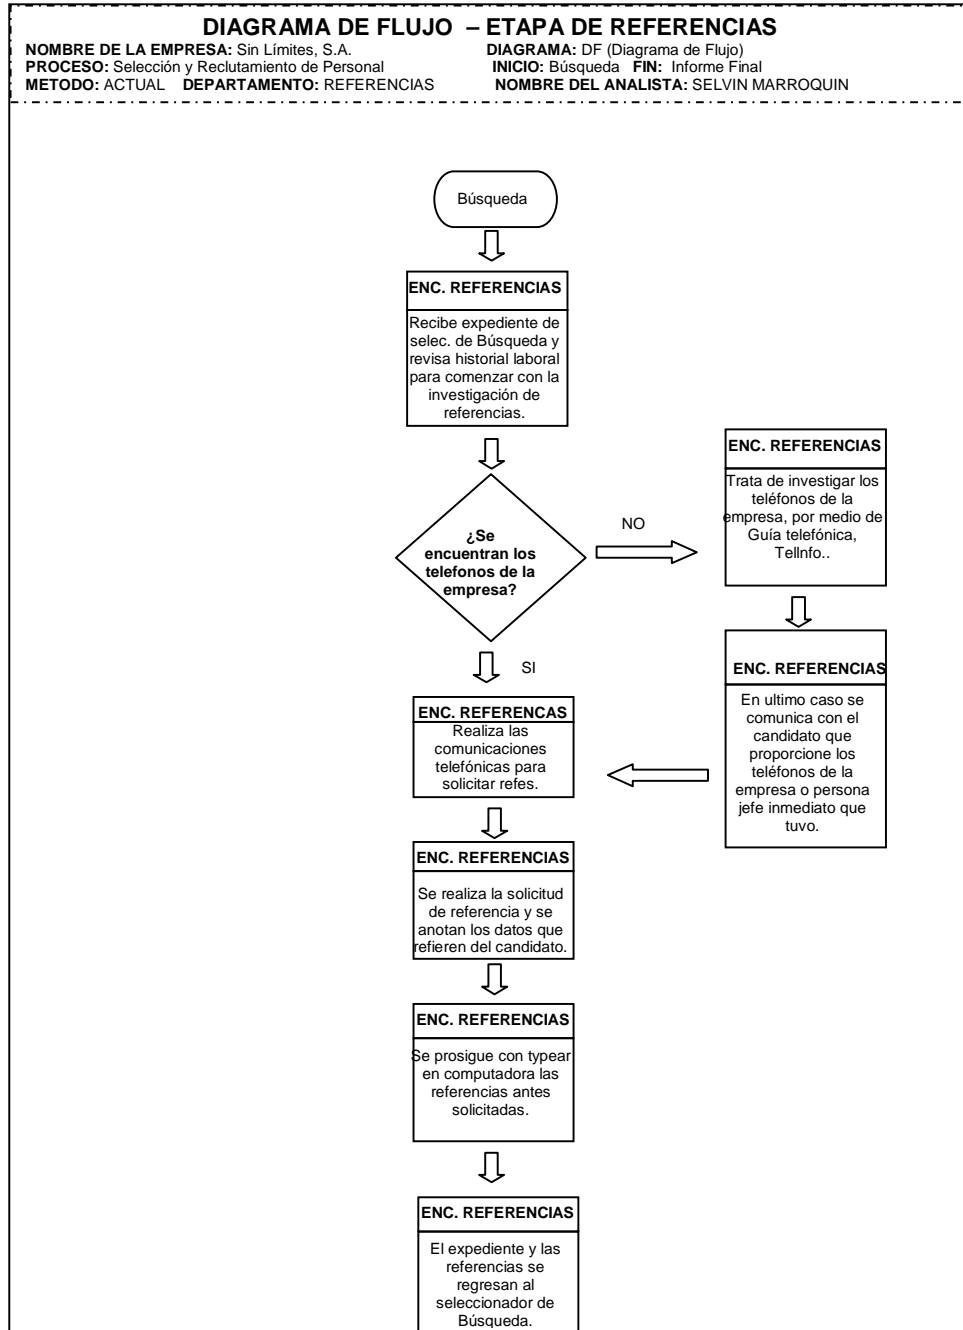 DIAGRAMA DE FLUJO – ETAPA DE REFERENCIAS
NOMBRE DE LA EMPRESA: Sin Límites, S.A. DIAGRAMA: DF (Diagrama de Flujo)
PROCESO: Selección y Reclutamiento de Personal INICIO: Búsqueda FIN: Informe Final
METODO: ACTUAL DEPARTAMENTO: REFERENCIAS NOMBRE DEL ANALISTA: SELVIN MARROQUIN
Búsqueda
ENC. REFERENCIAS
Recibe expediente de
selec. de Búsqueda y
revisa historial laboral
para comenzar con la
investigación de
referencias.
¿Se
encuentran los
telefonos de la
empresa?
NO
ENC. REFERENCIAS
Trata de investigar los
teléfonos de la
empresa, por medio de
Guía telefónica,
TelInfo..
ENC. REFERENCIAS
En ultimo caso se
comunica con el
candidato que
proporcione los
teléfonos de la
empresa o persona
jefe inmediato que
tuvo.
SI
ENC. REFERENCAS
Realiza las
comunicaciones
telefónicas para
solicitar refes.
ENC. REFERENCIAS
Se realiza la solicitud
de referencia y se
anotan los datos que
refieren del candidato.
ENC. REFERENCIAS
Se prosigue con typear
en computadora las
referencias antes
solicitadas.
ENC. REFERENCIAS
El expediente y las
referencias se
regresan al
seleccionador de
Búsqueda.